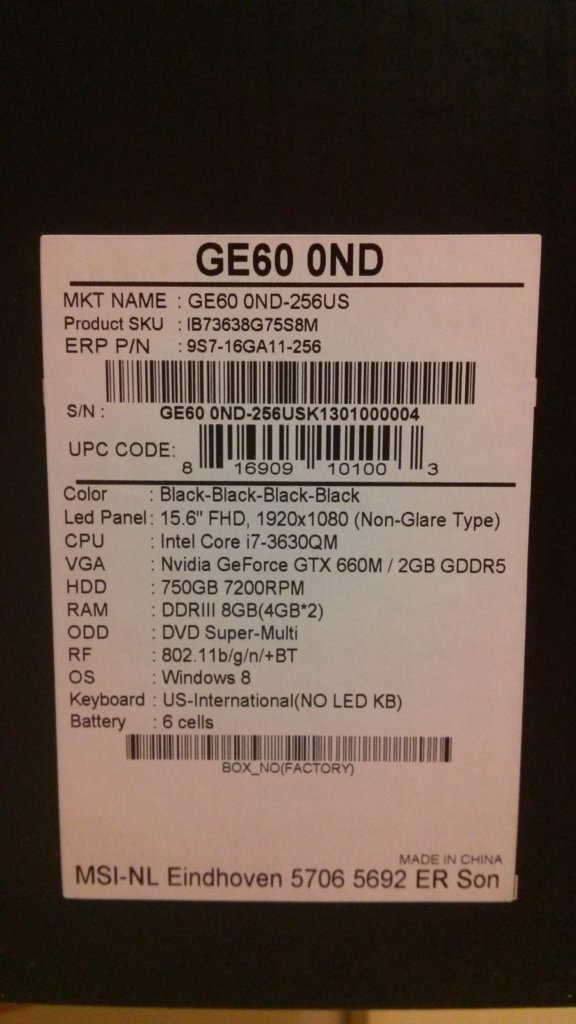 GE60 0ND
MKT NAME : GE60 0ND-256US
Product SKU : IB73638G75S8M
ERP P/N : 9S7-16GA11-256
S/N : GE60 0ND-256USK1301000004
UPC CODE: 8 16909 10100 3
Color : Black-Black-Black-Black
Led Panel: 15.6" FHD, 1920x1080 (Non-Glare Type)
CPU : Intel Core i7-3630QM
VGA : Nvidia GeForce GTX 660M / 2GB GDDR5
HDD : 750GB 7200RPM
RAM : DDRIII 8GB(4GB*2)
ODD : DVD Super-Multi
RF : 802.11b/g/n/+BT
OS : Windows 8
Keyboard : US-International(NO LED KB)
Battery : 6 cells
BOX_NO(FACTORY)
MADE IN CHINA
MSI-NL Eindhoven 5706 5692 ER Son